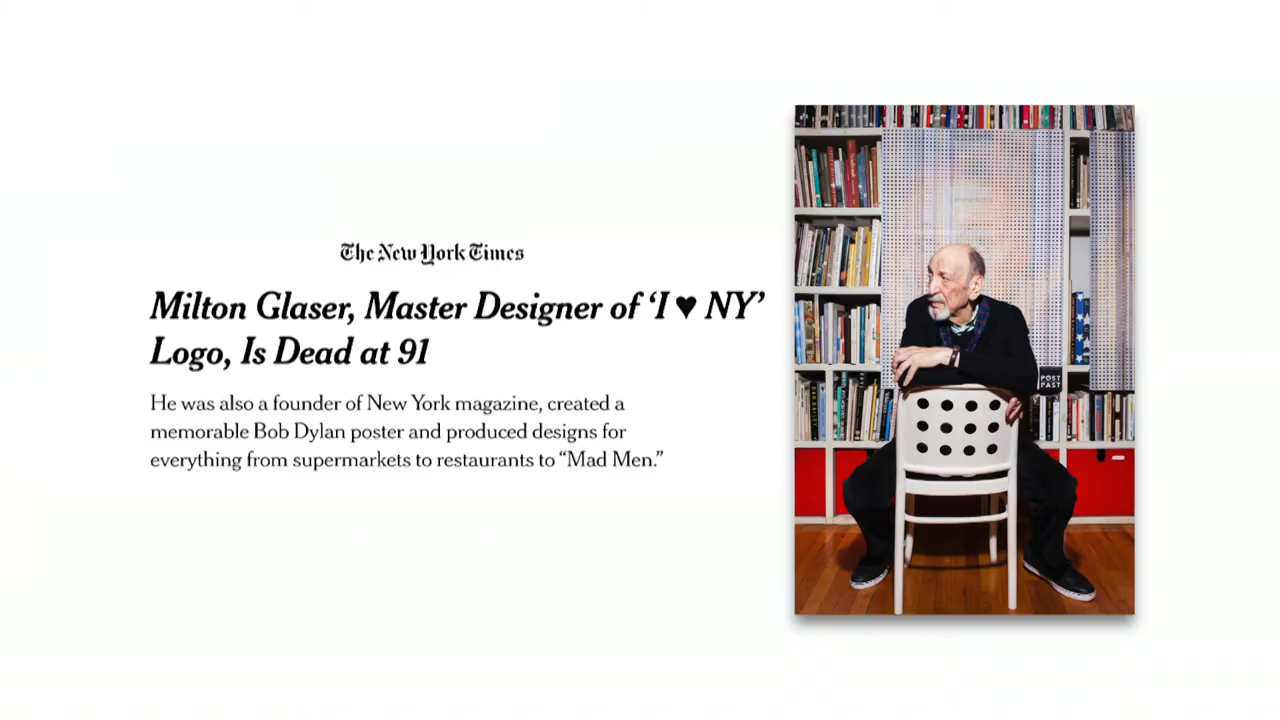 The New York Times
Milton Glaser, Master Designer of ‘I ♥ NY’
Logo, Is Dead at 91
He was also a founder of New York magazine, created a
memorable Bob Dylan poster and produced designs for
everything from supermarkets to restaurants to “Mad Men.”
POST
PAST